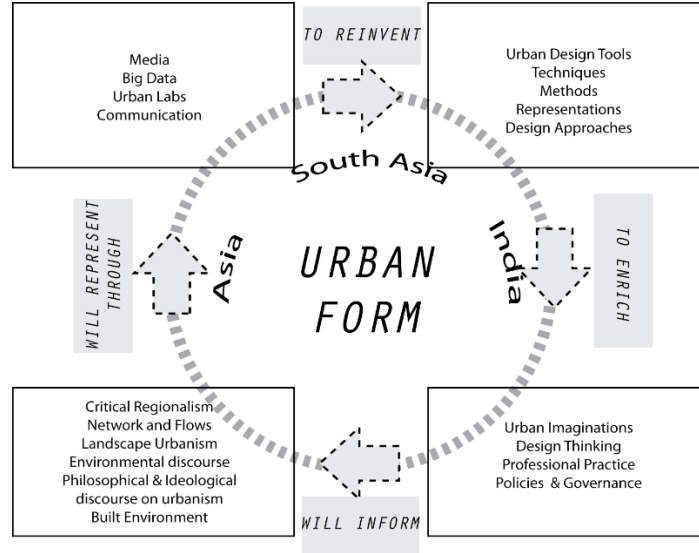 TO REINVENT
Media
Big Data
Urban Labs
Communication
Urban Design Tools
Techniques
Methods
Representations
Design Approaches
South Asia
WILL REPRESENT
THROUGH
Asia
URBAN
FORM
India
TO ENRICH
Critical Regionalism
Network and Flows
Landscape Urbanism
Environmental discourse
Philosophical & Ideological
discourse on urbanism
Built Environment
Urban Imaginations
Design Thinking
Professional Practice
Policies & Governance
WILL INFORM